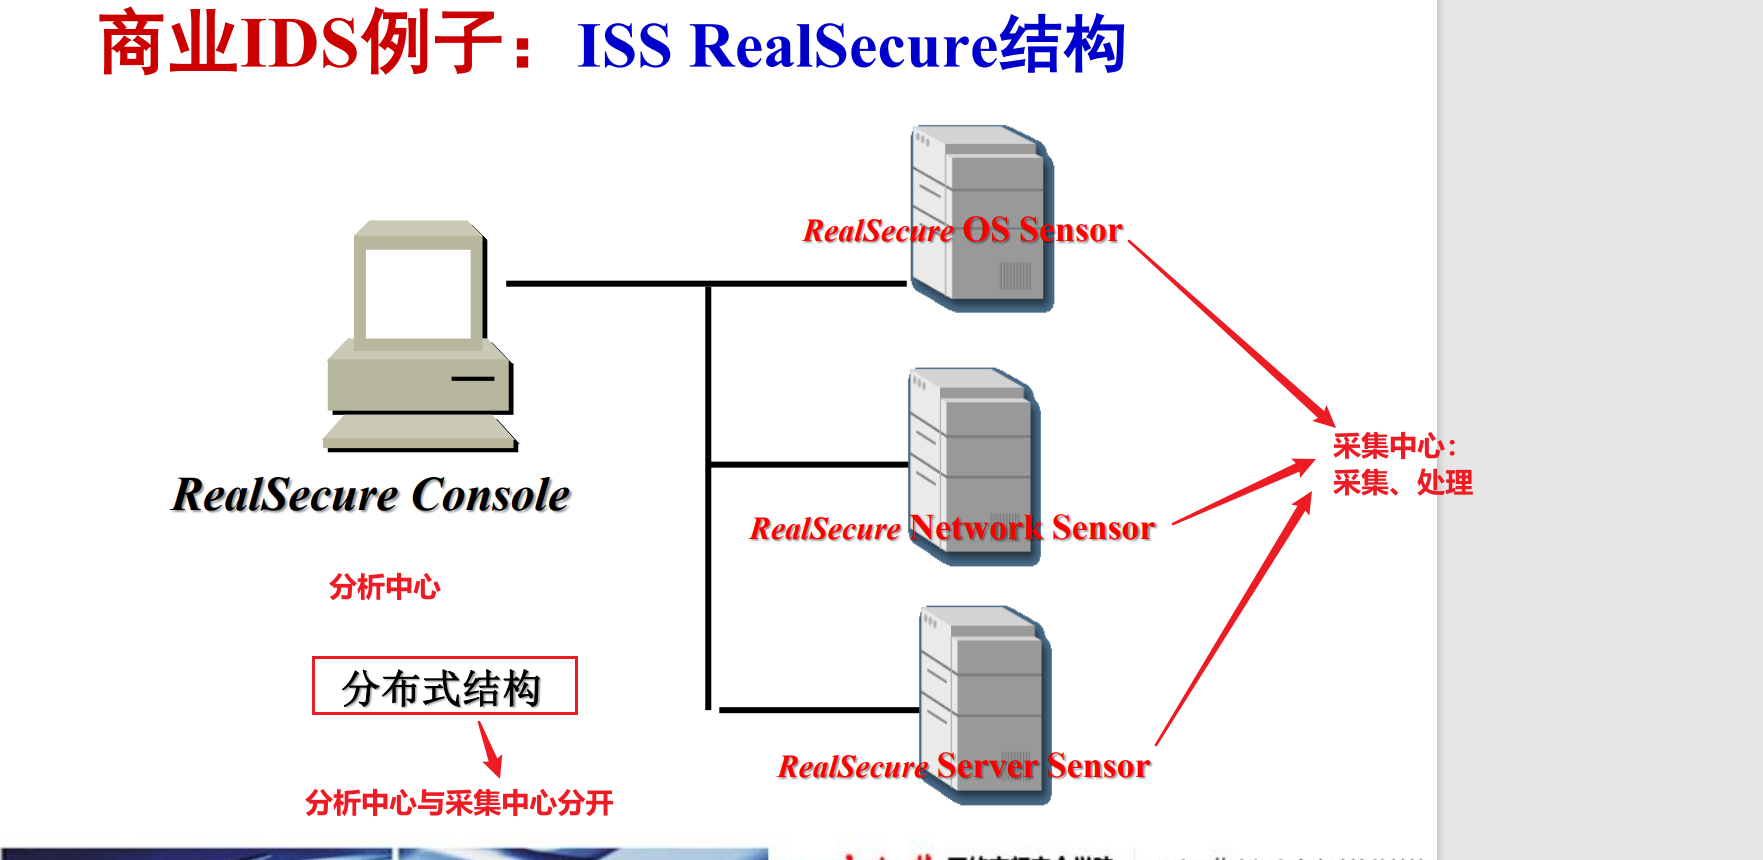 商业IDS例子：ISS RealSecure结构
RealSecure OS Sensor
采集中心：
采集、处理
RealSecure Console
RealSecure Network Sensor
分析中心
分布式结构
RealSecure Server Sensor
分析中心与采集中心分开